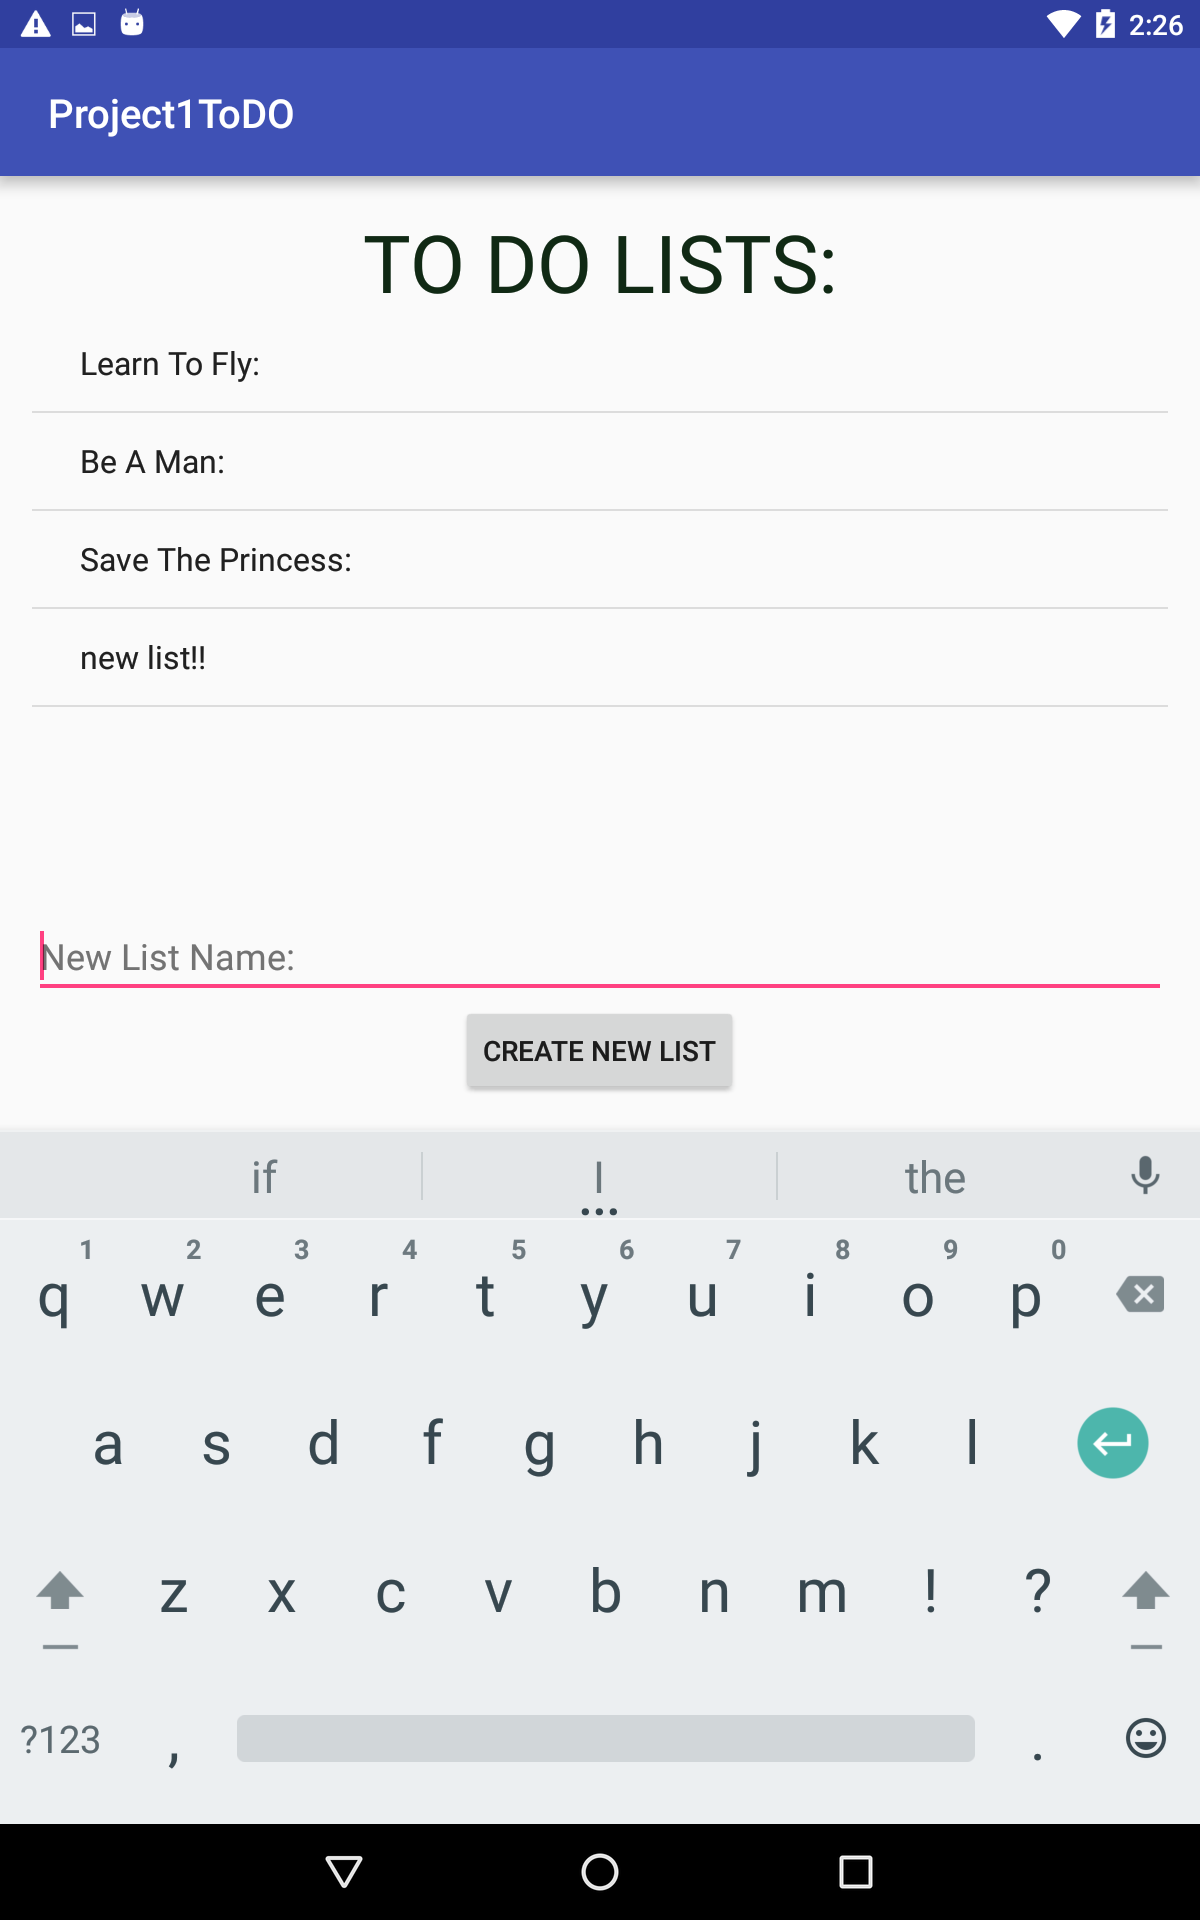 2:26
Project1ToDO
TO DO LISTS:
Learn To Fly:
Be A Man:
Save The Princess:
new list!!
New List Name:
CREATE NEW LIST
if I the
1 2 3 4 5 6 7 8 9 0
q w e r t y u i o p
a s d f g h j k l
z x c v b n m ! ?
?123 , .